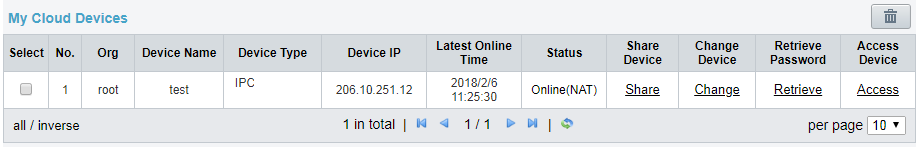 My Cloud Devices
Select No. Org Device Name Device Type Device IP Latest Online Time Status Share Device Change Device Retrieve Password Access Device
1 root test IPC 206.10.251.12 2018/2/6 11:25:30 Online(NAT) Share Change Retrieve Access
all / inverse 1 in total | 1 / 1 | per page 10